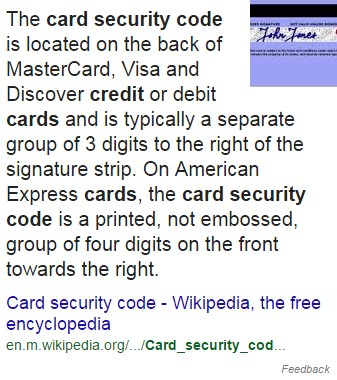 The card security code
is located on the back of
MasterCard, Visa and
Discover credit or debit
cards and is typically a separate
group of 3 digits to the right of the
signature strip. On American
Express cards, the card security
code is a printed, not embossed,
group of four digits on the front
towards the right.
John Jones
Card security code - Wikipedia, the free
encyclopedia
en.m.wikipedia.org/.../Card_security_cod...
Feedback